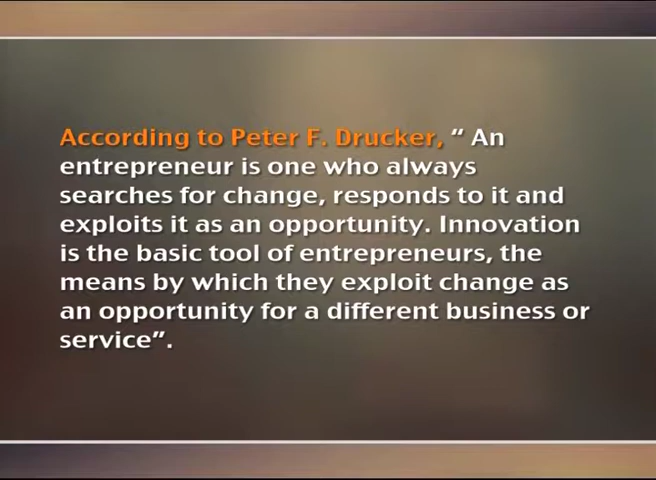 According to Peter F. Drucker, “ An
entrepreneur is one who always
searches for change, responds to it and
exploits it as an opportunity. Innovation
is the basic tool of entrepreneurs, the
means by which they exploit change as
an opportunity for a different business or
service”.